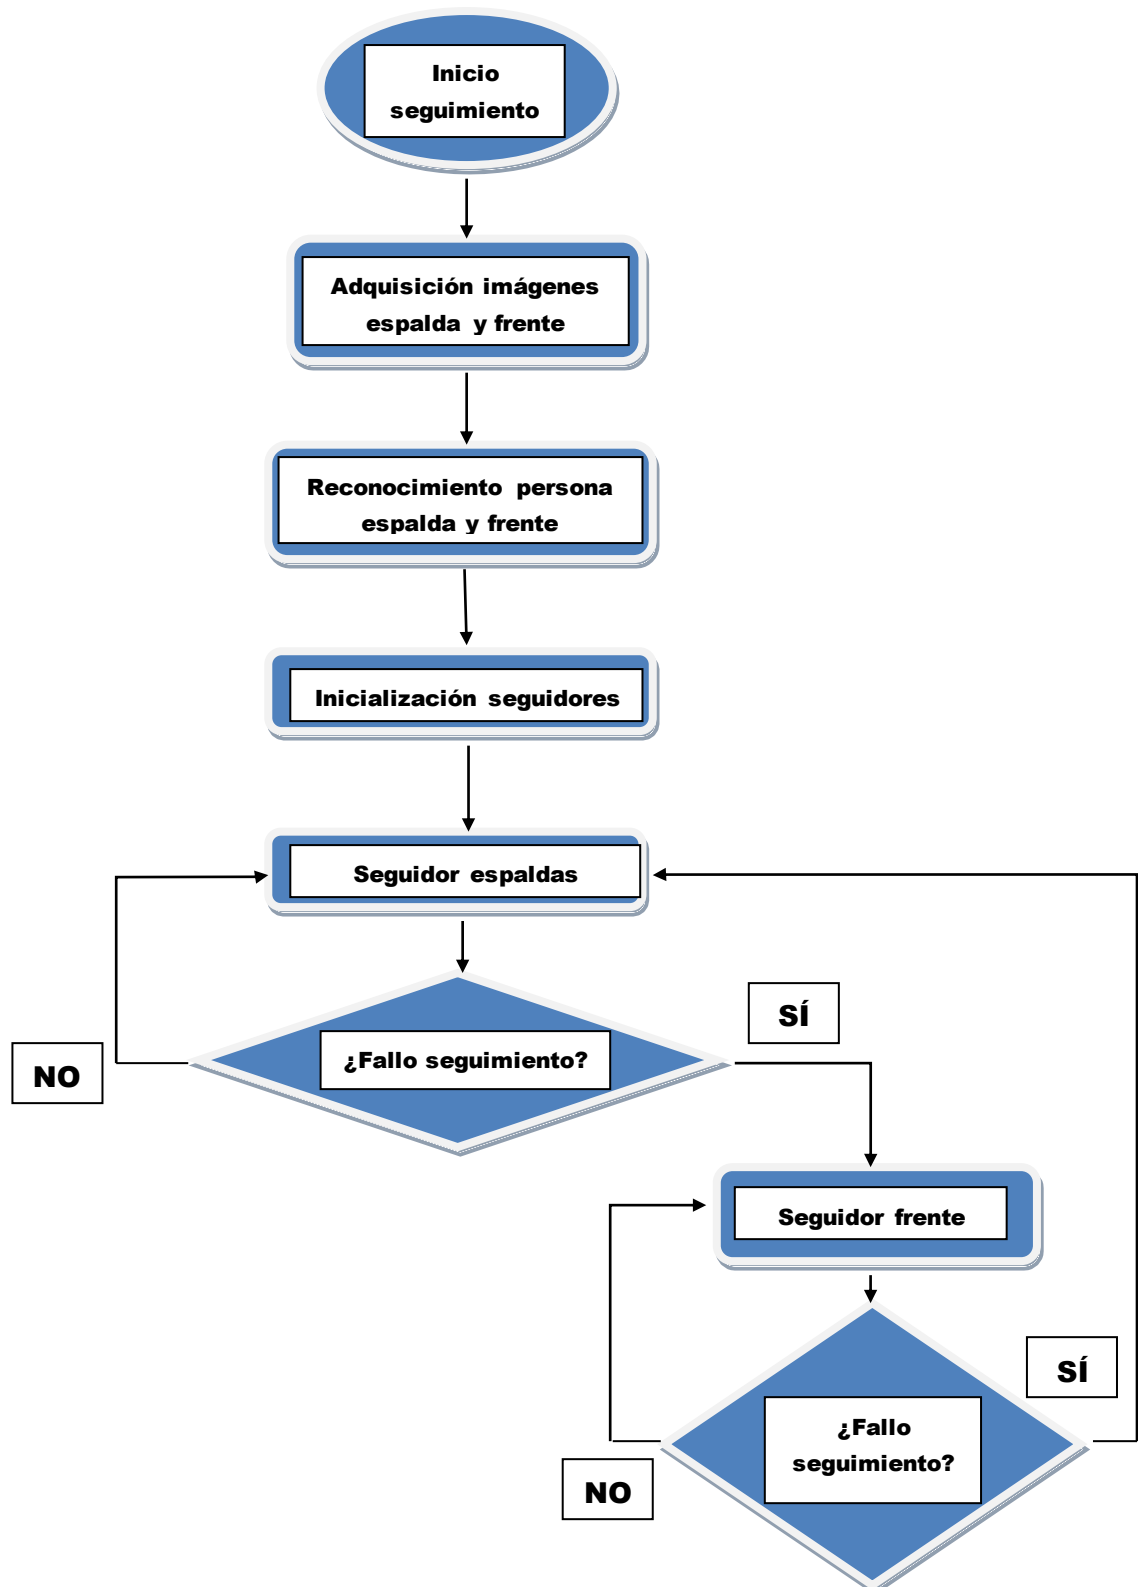 Inicio
seguimiento
Adquisición imágenes
espalda y frente
Reconocimiento persona
espalda y frente
Inicialización seguidores
Seguidor espaldas
SÍ
¿Fallo seguimiento?
NO
Seguidor frente
SÍ
¿Fallo
seguimiento?
NO